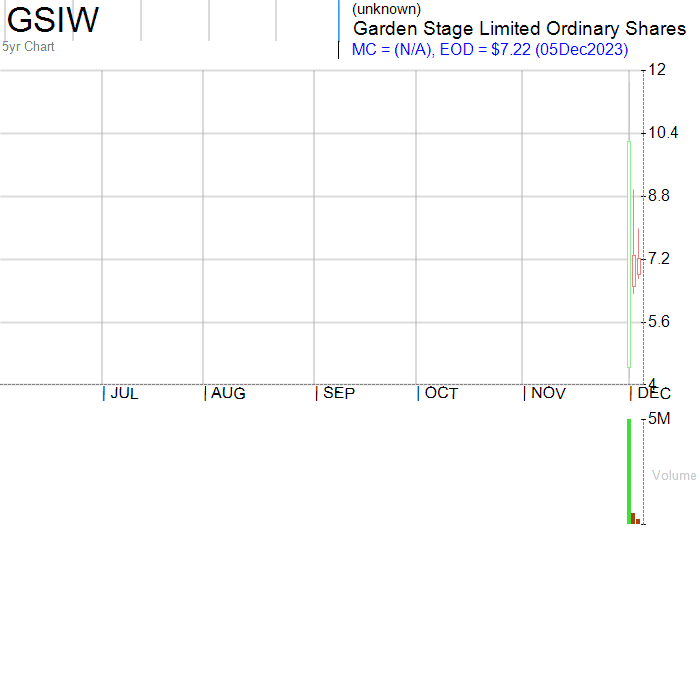 GSIW
5yr Chart
(unknown)
Garden Stage Limited Ordinary Shares
MC = (N/A), EOD = $7.22 (05Dec2023)
12
10.4
8.8
7.2
5.6
4
JUL AUG SEP OCT NOV DEC
5M
Volume